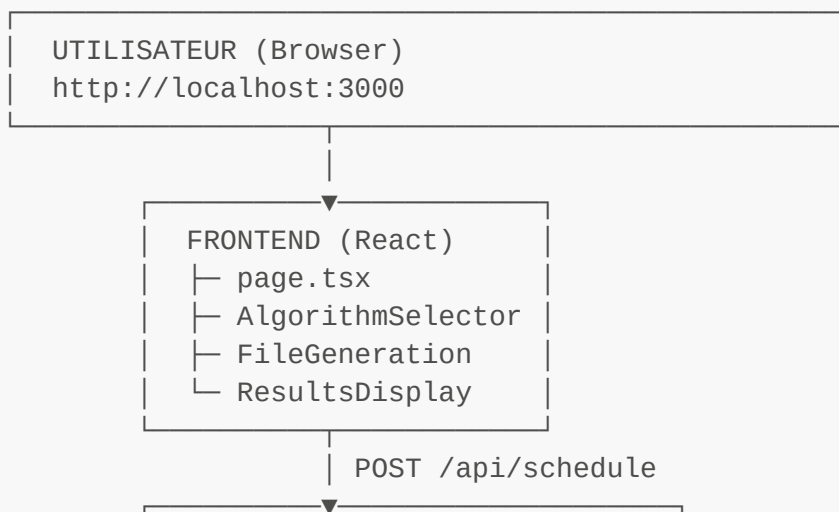 UTILISATEUR (Browser)
http://localhost:3000
FRONTEND (React)
├─ page.tsx
├─ AlgorithmSelector
├─ FileGeneration
└─ ResultsDisplay
POST /api/schedule